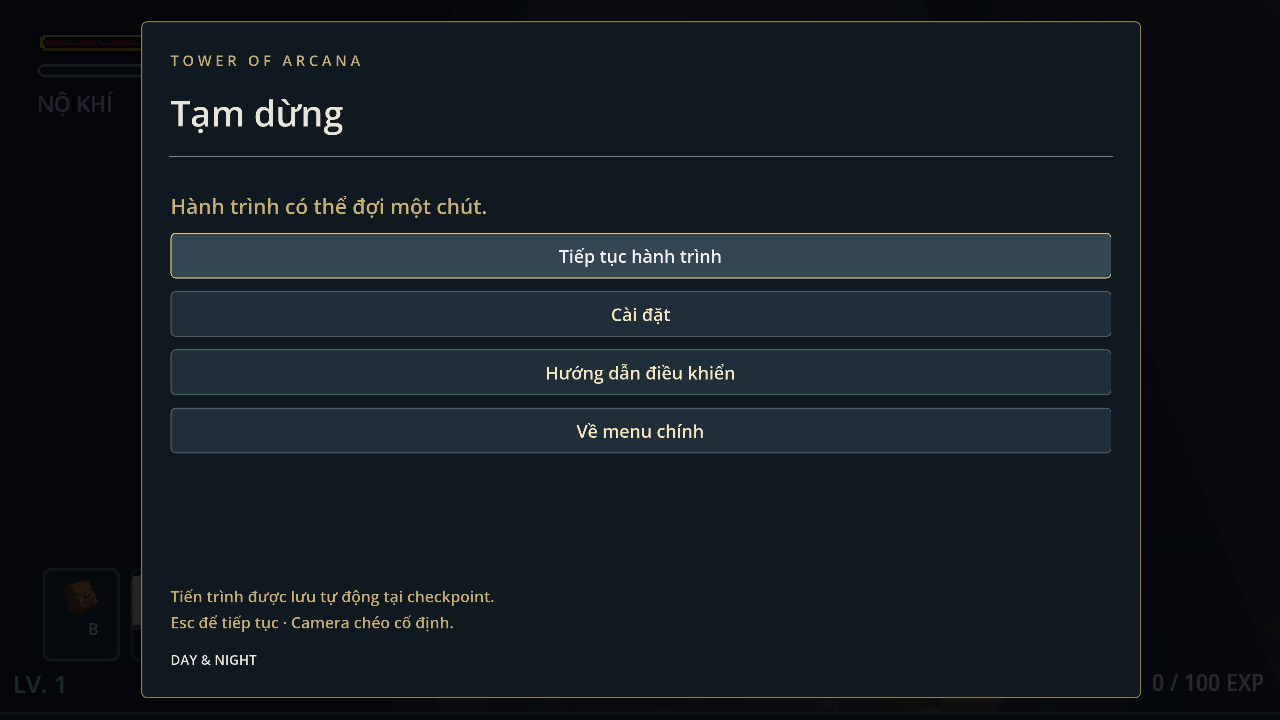 TOWER OF ARCANA
Tạm dừng
NỘ KHÍ
Hành trình có thể đợi một chút.
Tiếp tục hành trình
Cài đặt
Hướng dẫn điều khiển
Về menu chính
Tiến trình được lưu tự động tại checkpoint.
Esc để tiếp tục · Camera chéo cố định.
B
DAY & NIGHT
LV. 1
0 / 100 EXP